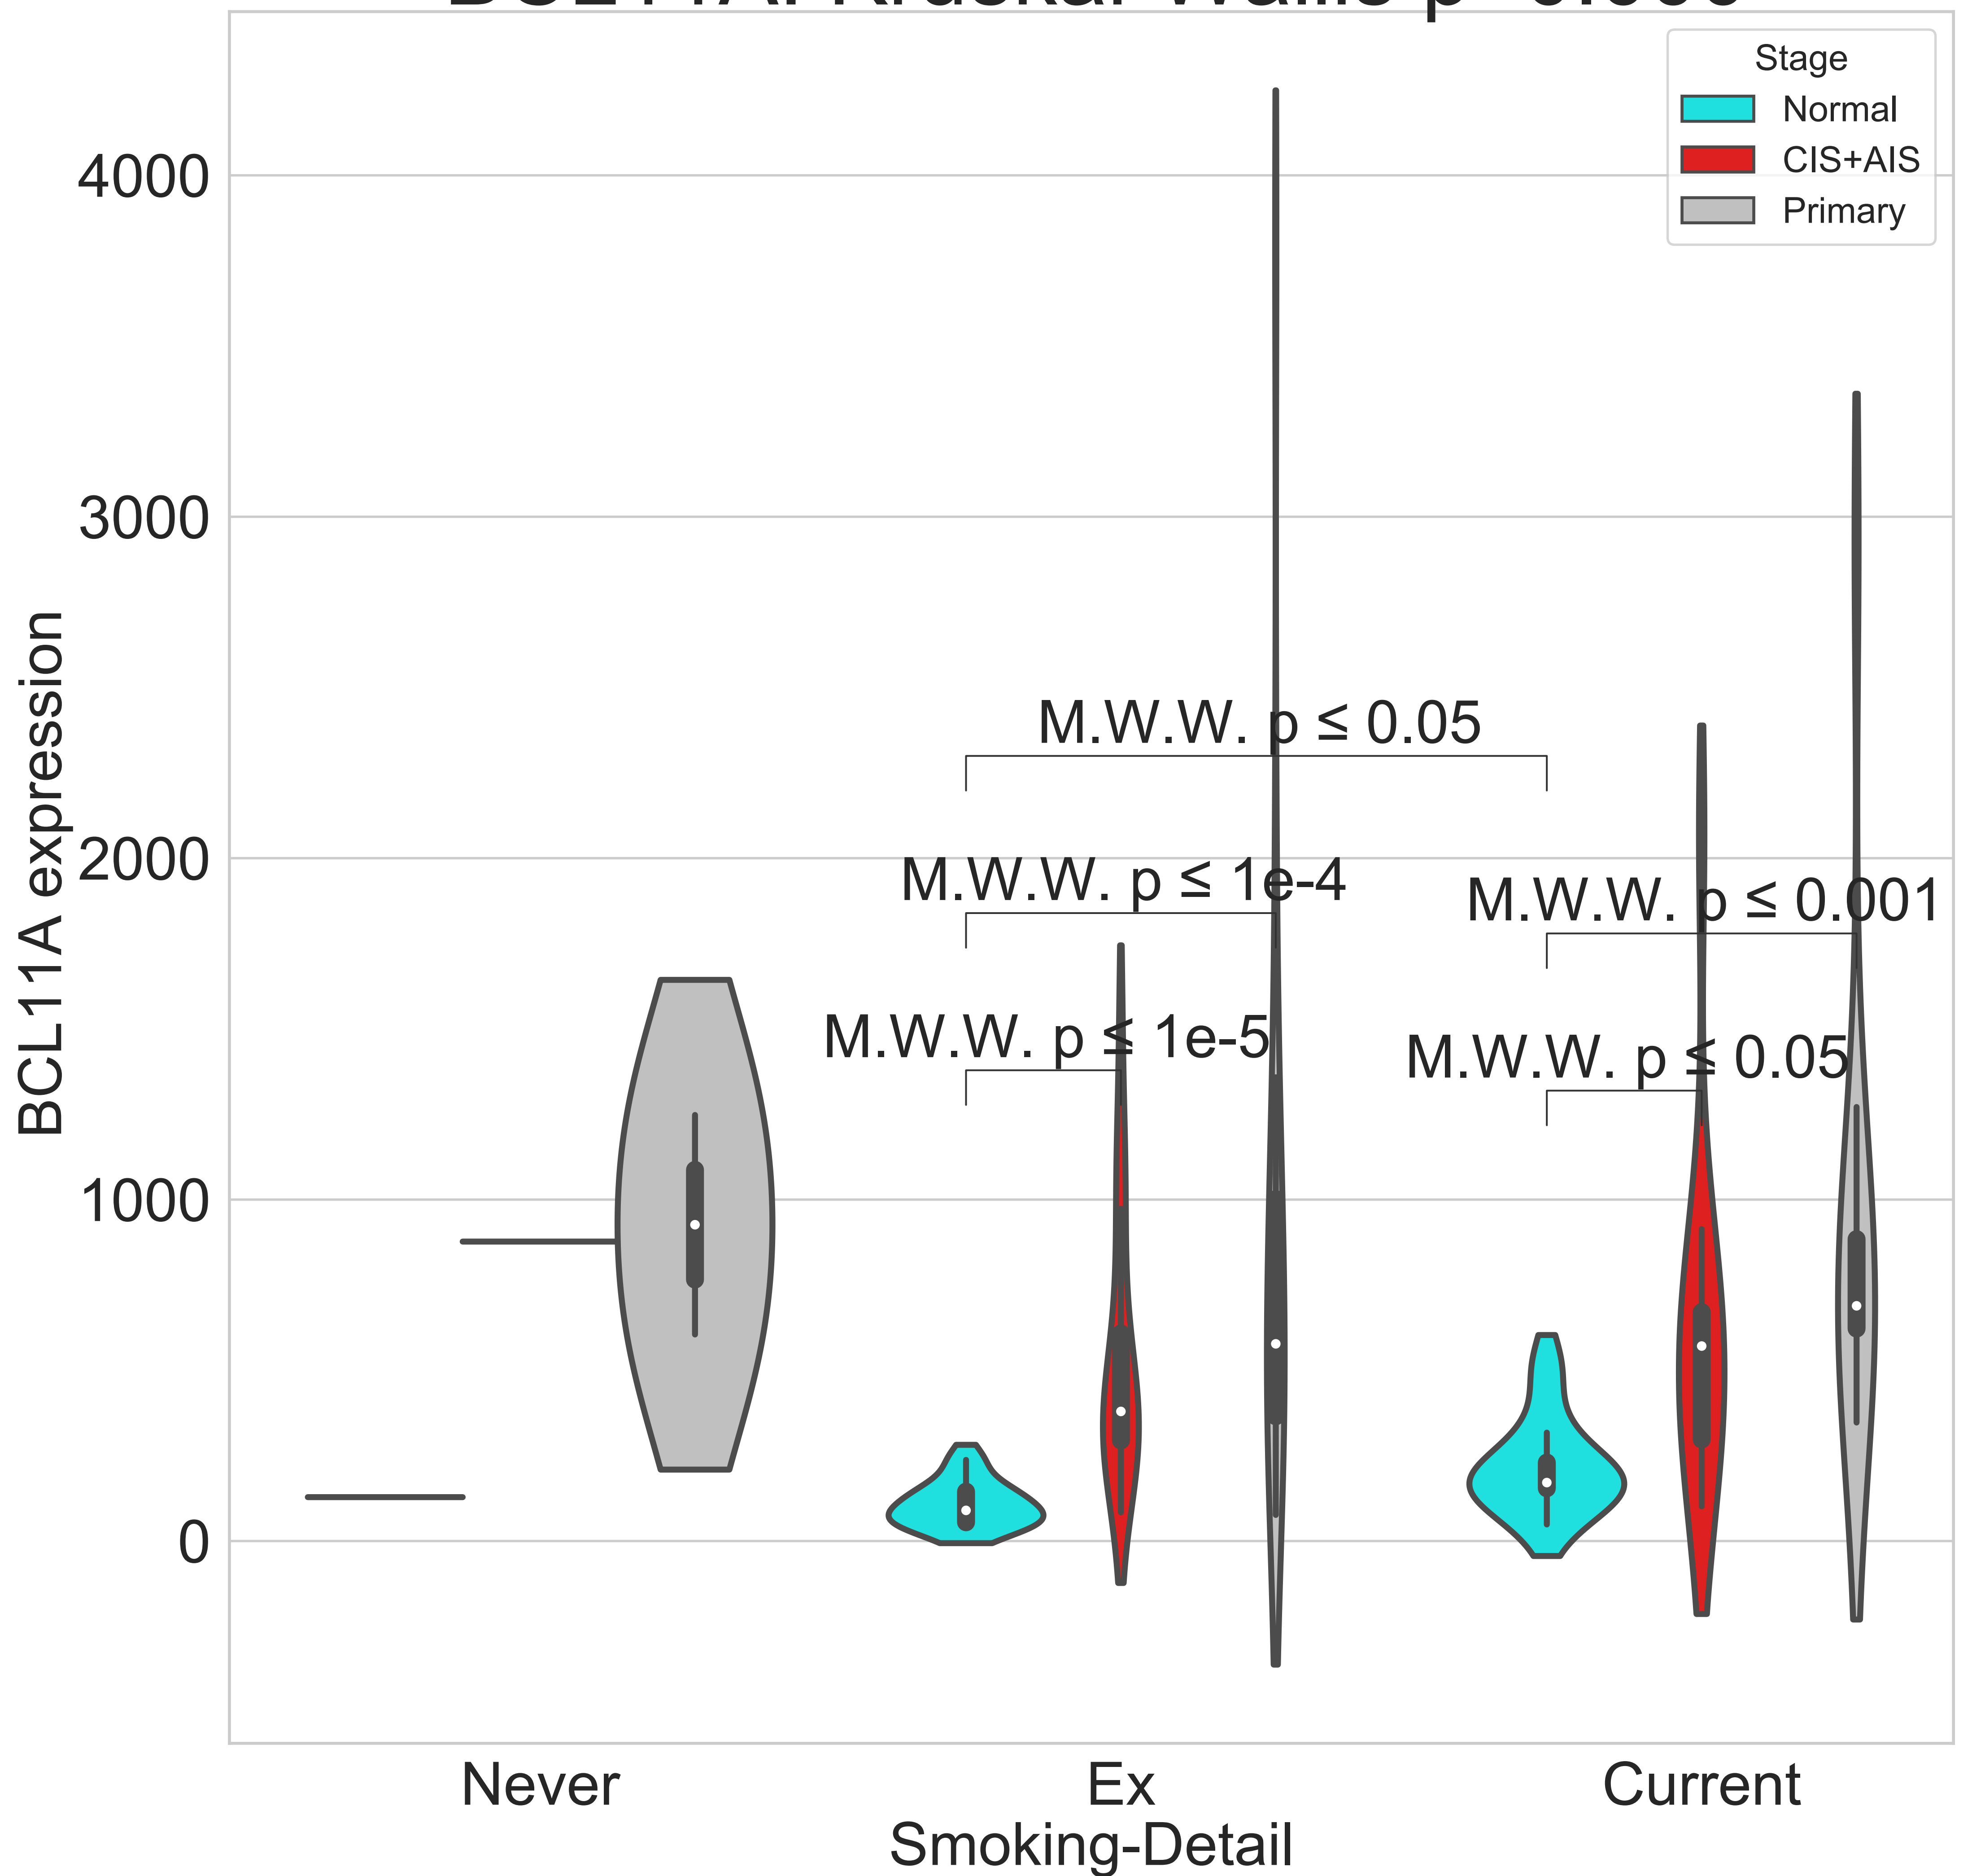 Stage
Normal
CIS+AIS
Primary
4000
3000
2000
1000
0
BCL11A expression
M.W.W. p ≤ 0.05
M.W.W. p ≤ 1e-4
M.W.W. p ≤ 0.001
M.W.W. p ≤ 1e-5
M.W.W. p ≤ 0.05
Never
Ex
Current
Smoking-Detail